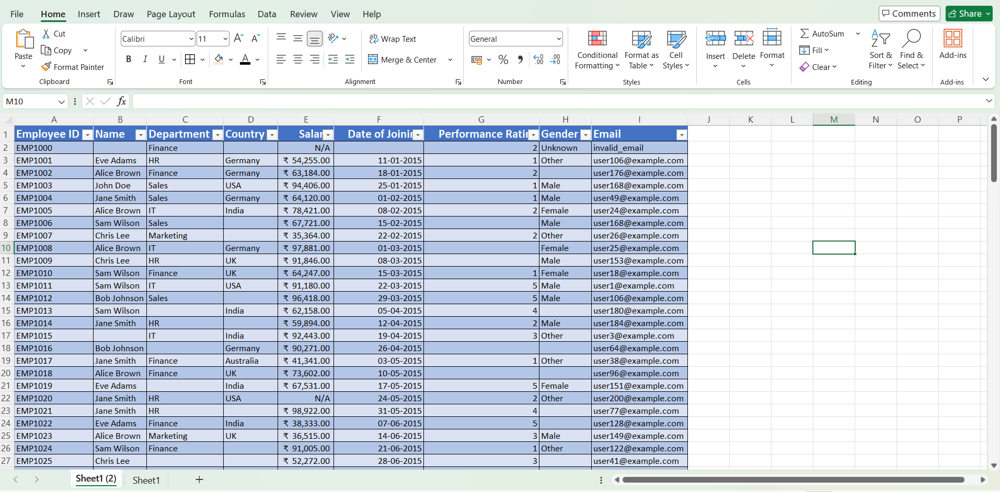 File Home Insert Draw Page Layout Formulas Data Review View Help Comments Share
Paste Cut Copy Format Painter
Clipboard
Calibri 11 A A
B I U A
Font
ab Wrap Text
Merge & Center
Alignment
General
% .00
Number
Conditional Formatting Format as Table Cell Styles
Styles
Insert Delete Format
Cells
AutoSum Fill Clear
Sort & Filter Find & Select
Editing
Add-ins
Add-ins
M10 fx
A B C D E F G H I J K L M N O P
1 Employee ID Name Department Country Salar Date of Joinin Performance Ratin Gender Email
2 EMP1000 Finance N/A 2 Unknown invalid_email
3 EMP1001 Eve Adams HR Germany ₹ 54,255.00 11-01-2015 1 Other user106@example.com
4 EMP1002 Alice Brown Finance Germany ₹ 63,184.00 18-01-2015 2 user176@example.com
5 EMP1003 John Doe Sales USA ₹ 94,406.00 25-01-2015 1 Male user168@example.com
6 EMP1004 Jane Smith Sales Germany ₹ 64,120.00 01-02-2015 1 Male user49@example.com
7 EMP1005 Alice Brown IT India ₹ 78,421.00 08-02-2015 2 Female user24@example.com
8 EMP1006 Sam Wilson Sales ₹ 67,721.00 15-02-2015 Male user168@example.com
9 EMP1007 Chris Lee Marketing ₹ 35,364.00 22-02-2015 2 Other user26@example.com
10 EMP1008 Alice Brown IT Germany ₹ 97,881.00 01-03-2015 Female user25@example.com
11 EMP1009 Chris Lee HR UK ₹ 91,846.00 08-03-2015 Male user153@example.com
12 EMP1010 Sam Wilson Finance UK ₹ 64,247.00 15-03-2015 1 Female user18@example.com
13 EMP1011 Sam Wilson IT USA ₹ 91,180.00 22-03-2015 5 Male user1@example.com
14 EMP1012 Bob Johnson Sales ₹ 96,418.00 29-03-2015 5 Male user106@example.com
15 EMP1013 Sam Wilson India ₹ 62,158.00 05-04-2015 4 user180@example.com
16 EMP1014 Jane Smith HR ₹ 59,894.00 12-04-2015 2 Male user184@example.com
17 EMP1015 IT India ₹ 92,443.00 19-04-2015 3 Other user3@example.com
18 EMP1016 Bob Johnson Germany ₹ 90,271.00 26-04-2015 user64@example.com
19 EMP1017 Jane Smith Finance Australia ₹ 41,341.00 03-05-2015 1 Other user38@example.com
20 EMP1018 Alice Brown Finance UK ₹ 73,602.00 10-05-2015 user96@example.com
21 EMP1019 Eve Adams India ₹ 67,531.00 17-05-2015 5 Female user151@example.com
22 EMP1020 Jane Smith HR USA N/A 24-05-2015 2 Other user200@example.com
23 EMP1021 Jane Smith HR ₹ 98,922.00 31-05-2015 4 user77@example.com
24 EMP1022 Eve Adams Finance India ₹ 38,333.00 07-06-2015 5 user128@example.com
25 EMP1023 Alice Brown Marketing UK ₹ 36,515.00 14-06-2015 3 Male user149@example.com
26 EMP1024 Sam Wilson Finance ₹ 91,005.00 21-06-2015 1 Other user122@example.com
27 EMP1025 Chris Lee ₹ 52,272.00 28-06-2015 3 user41@example.com
Sheet1 (2) Sheet1